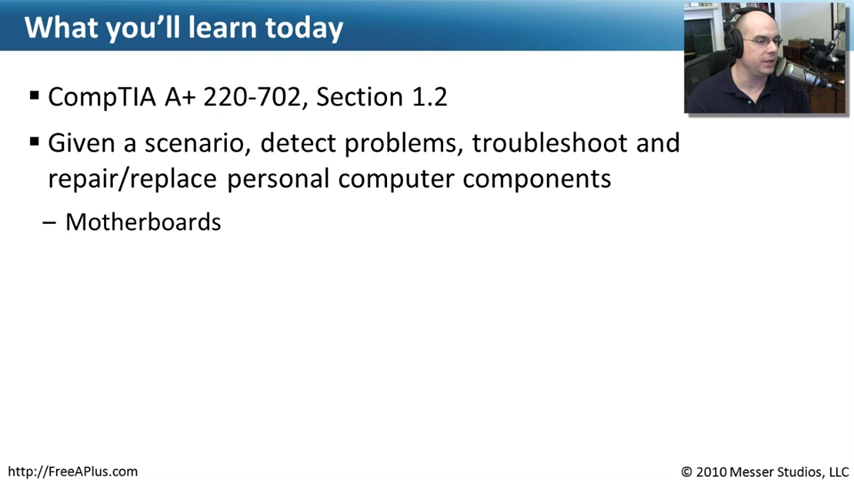 What you'll learn today
▪ CompTIA A+ 220-702, Section 1.2
▪ Given a scenario, detect problems, troubleshoot and
repair/replace personal computer components
– Motherboards
http://FreeAPlus.com
© 2010 Messer Studios, LLC